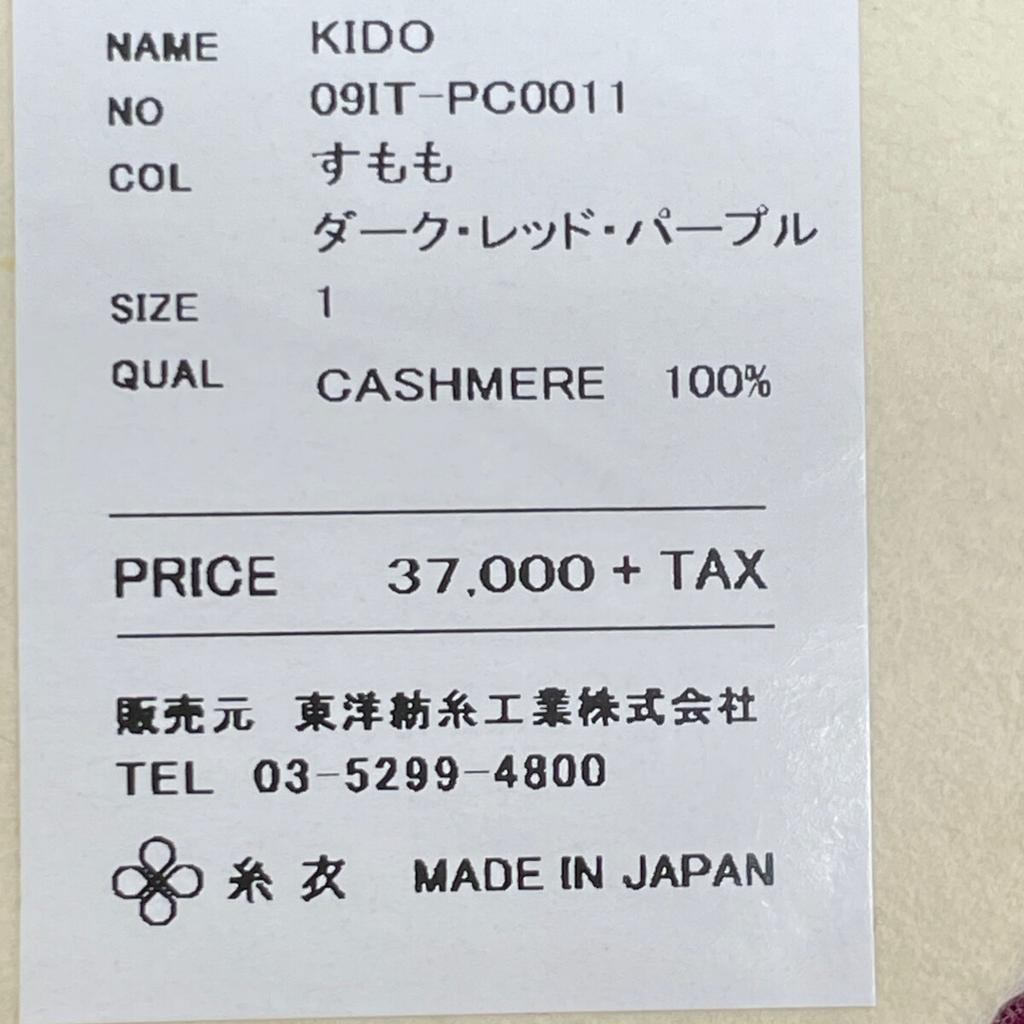 NAME KIDO
NO 09IT-PC0011
COL すもも
ダーク・レッド・パープル
SIZE 1
QUAL CASHMERE 100%
PRICE 37,000 + TAX
販売元 東洋紡糸工業株式会社
TEL 03-5299-4800
糸衣 MADE IN JAPAN